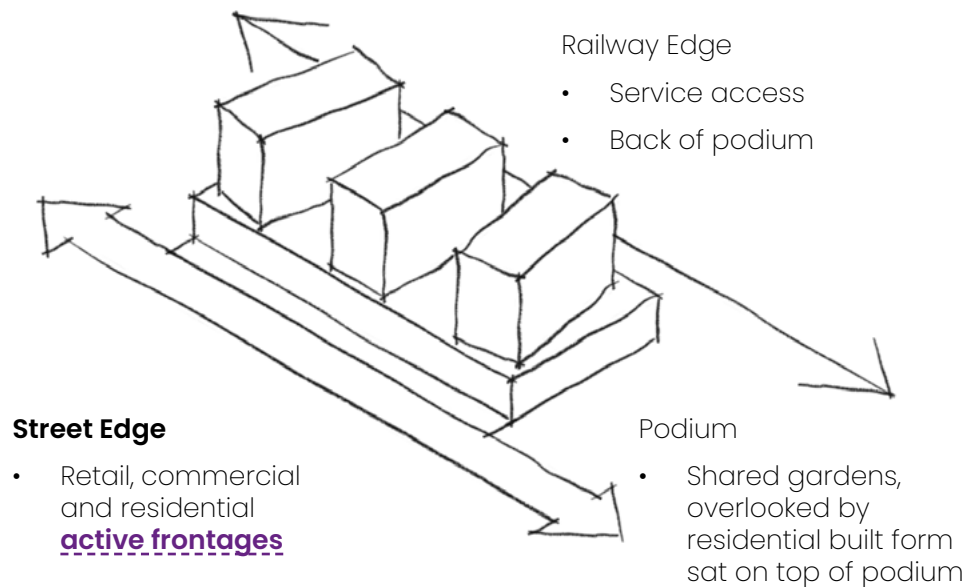 Railway Edge
• Service access
• Back of podium
Street Edge
• Retail, commercial
and residential
active frontages
Podium
• Shared gardens,
overlooked by
residential built form
sat on top of podium